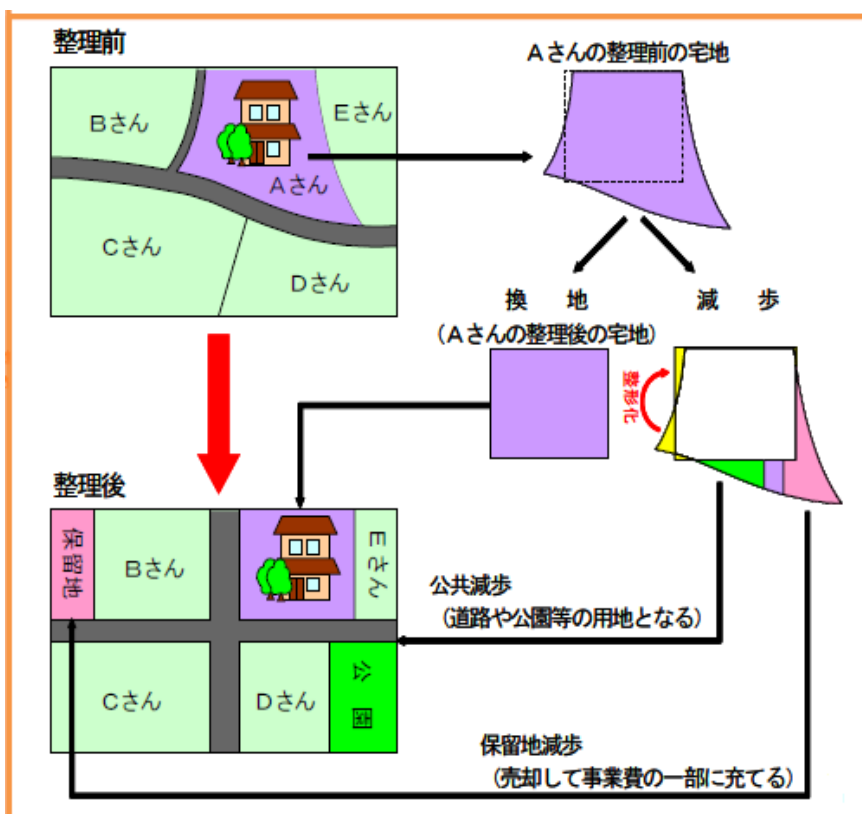 整理前
Aさんの整理前の宅地
Bさん
Eさん
Aさん
Cさん
Dさん
換 地
(Aさんの整理後の宅地)
減 歩
整形化
整理後
保留地
Bさん
Eさん
Cさん
Dさん
公園
公共減歩
(道路や公園等の用地となる)
保留地減歩
(売却して事業費の一部に充てる)